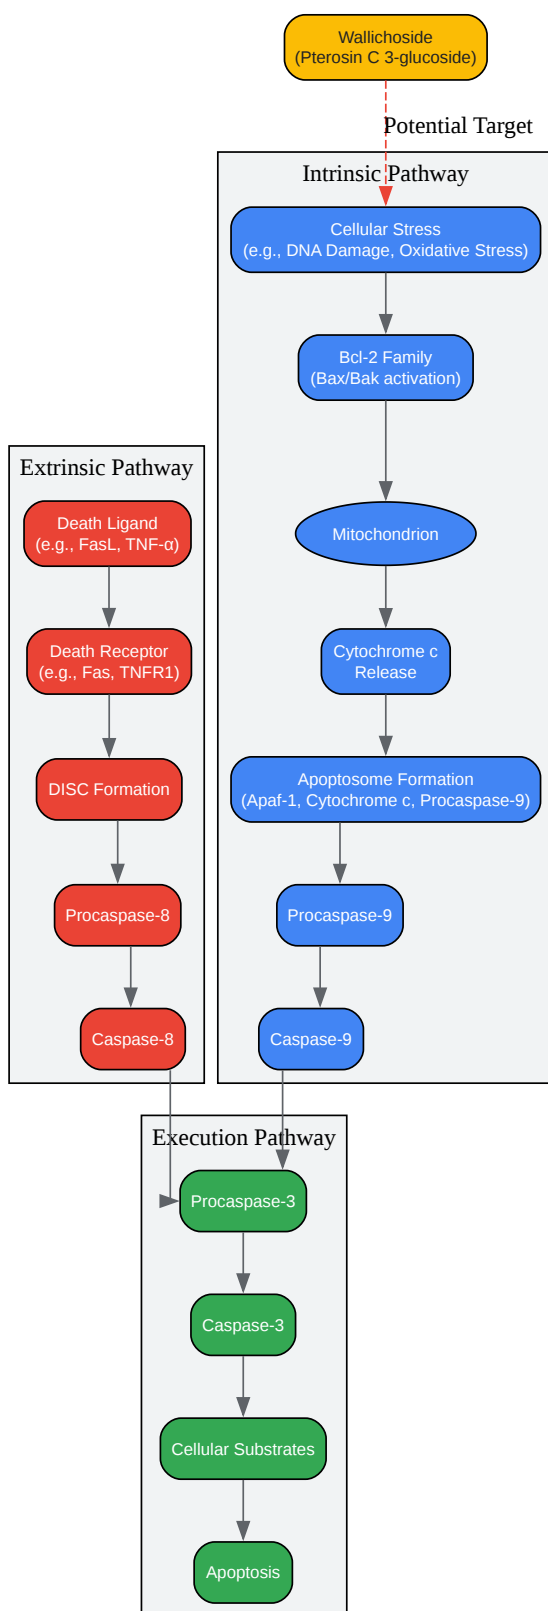 Wallichoside
(Pterosin C 3-glucoside)
Potential Target
Intrinsic Pathway
Cellular Stress
(e.g., DNA Damage, Oxidative Stress)
Bcl-2 Family
(Bax/Bak activation)
Mitochondrion
Cytochrome c
Release
Apoptosome Formation
(Apaf-1, Cytochrome c, Procaspase-9)
Procaspase-9
Caspase-9
Extrinsic Pathway
Death Ligand
(e.g., FasL, TNF-α)
Death Receptor
(e.g., Fas, TNFR1)
DISC Formation
Procaspase-8
Caspase-8
Execution Pathway
Procaspase-3
Caspase-3
Cellular Substrates
Apoptosis